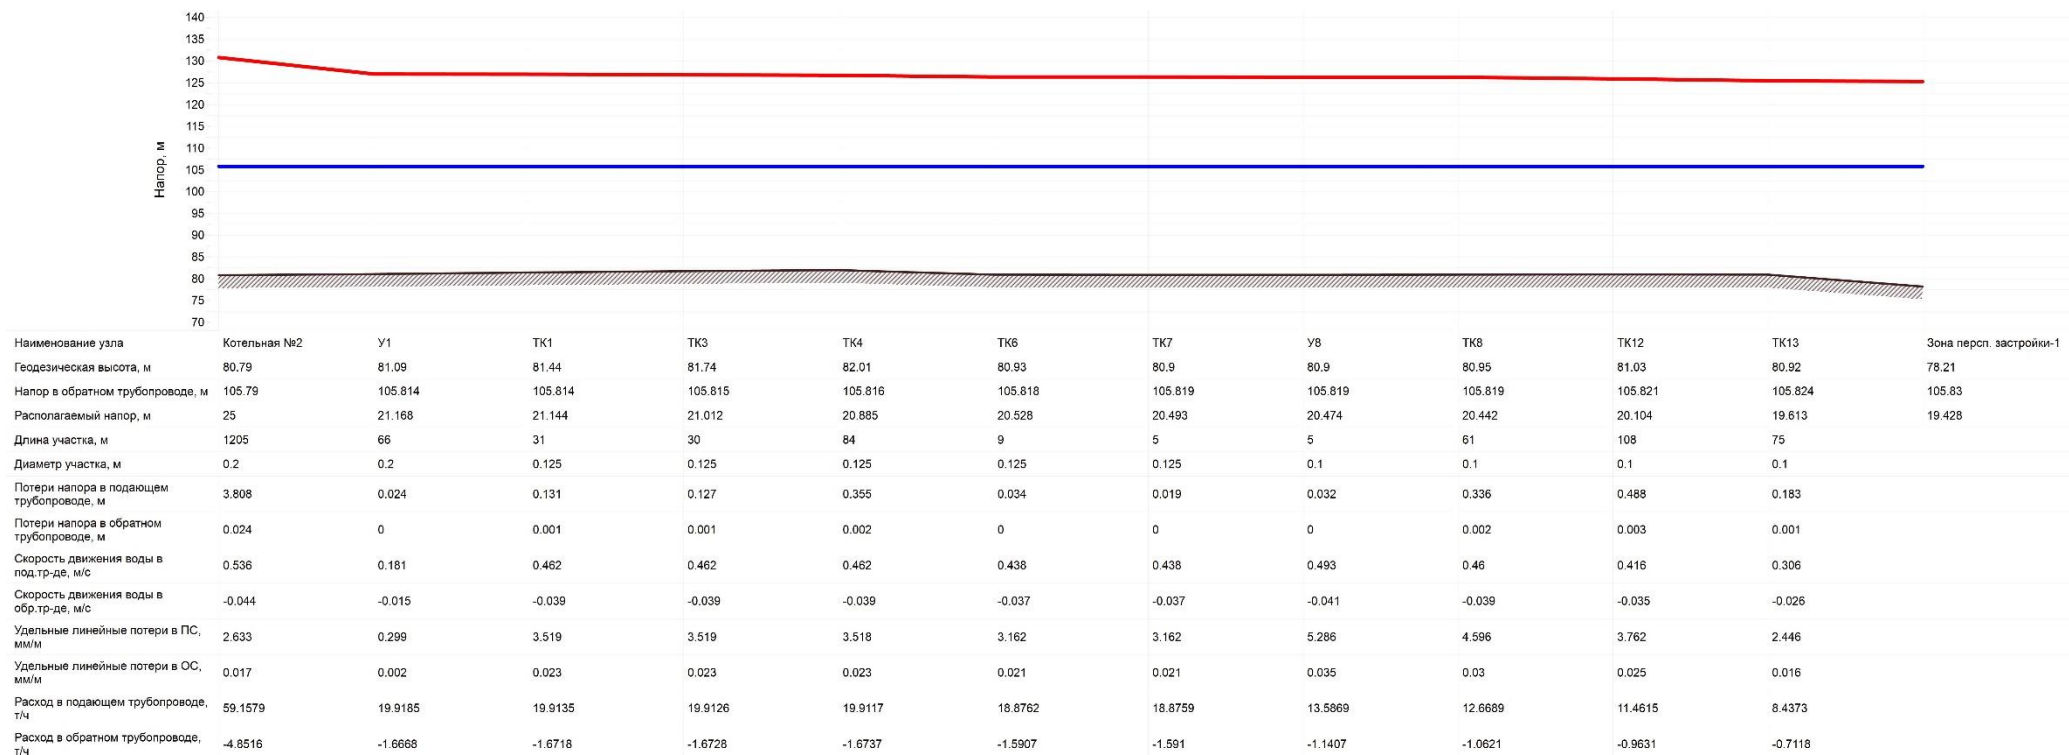 140
135
130
125
120
115
110
105
100
95
90
85
80
75
70
Напор, м
Наименование узла Котельная №2 У1 ТК1 ТК3 ТК4 ТК6 ТК7 У8 ТК8 ТК12 ТК13 Зона персп. застройки-1
Геодезическая высота, м 80.79 81.09 81.44 81.74 82.01 80.93 80.9 80.9 80.95 81.03 80.92 78.21
Напор в обратном трубопроводе, м 105.79 105.814 105.814 105.815 105.816 105.818 105.819 105.819 105.819 105.821 105.824 105.83
Располагаемый напор, м 25 21.168 21.144 21.012 20.885 20.528 20.493 20.474 20.442 20.104 19.613 19.428
Длина участка, м 1205 66 31 30 84 9 5 5 61 108 75
Диаметр участка, м 0.2 0.2 0.125 0.125 0.125 0.125 0.125 0.1 0.1 0.1 0.1
Потери напора в подающем
трубопроводе, м 3.808 0.024 0.131 0.127 0.355 0.034 0.019 0.032 0.336 0.488 0.183
Потери напора в обратном
трубопроводе, м 0.024 0 0.001 0.001 0.002 0 0 0 0.002 0.003 0.001
Скорость движения воды в
под.тр-де, м/с 0.536 0.181 0.462 0.462 0.462 0.438 0.438 0.493 0.46 0.416 0.306
Скорость движения воды в
обр.тр-де, м/с -0.044 -0.015 -0.039 -0.039 -0.039 -0.037 -0.037 -0.041 -0.039 -0.035 -0.026
Удельные линейные потери в ПС,
мм/м 2.633 0.299 3.519 3.519 3.518 3.162 3.162 5.286 4.596 3.762 2.446
Удельные линейные потери в ОС,
мм/м 0.017 0.002 0.023 0.023 0.023 0.021 0.021 0.035 0.03 0.025 0.016
Расход в подающем трубопроводе,
т/ч 59.1579 19.9185 19.9135 19.9126 19.9117 18.8762 18.8759 13.5869 12.6689 11.4615 8.4373
Расход в обратном трубопроводе,
т/ч -4.8516 -1.6668 -1.6718 -1.6728 -1.6737 -1.5907 -1.591 -1.1407 -1.0621 -0.9631 -0.7118